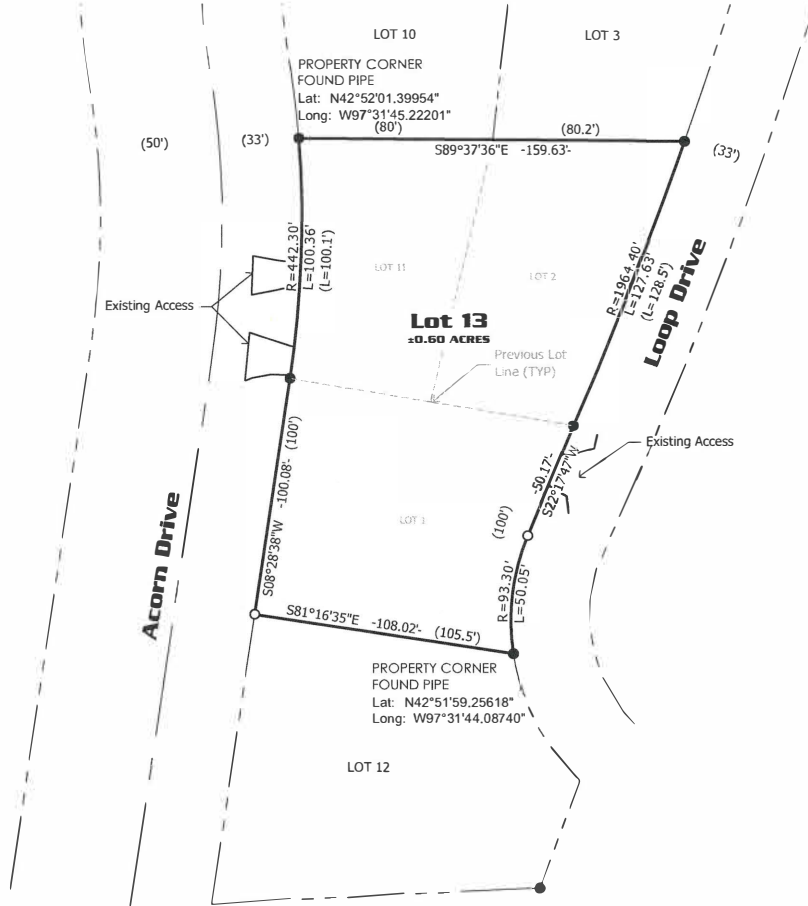 LOT 10
LOT 3
PROPERTY CORNER
FOUND PIPE
Lat: N42°52'01.39954"
Long: W97°31'45.22201"
(80')
(80.2')
(50')
(33')
(33')
S89°37'36"E -159.63'-
R=442.30'
L=100.36'
(L=100.1')
R=1964.40'
L=127.63'
(L=128.5')
Loop Drive
LOT 11
LOT 2
Existing Access
Lot 13
±0.60 ACRES
Previous Lot
Line (TYP)
Existing Access
-50.17'-
S22°17'47"W
S08°28'38"W -100.08'- (100')
LOT 1
(100')
Acorn Drive
R=93.30'
L=50.05'
S81°16'35"E -108.02'- (105.5')
PROPERTY CORNER
FOUND PIPE
Lat: N42°51'59.25618"
Long: W97°31'44.08740"
LOT 12